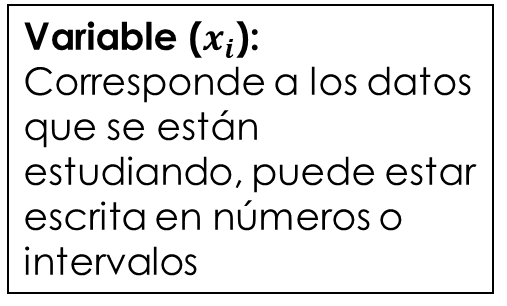 Variable (xᵢ):
Corresponde a los datos
que se están
estudiando, puede estar
escrita en números o
intervalos